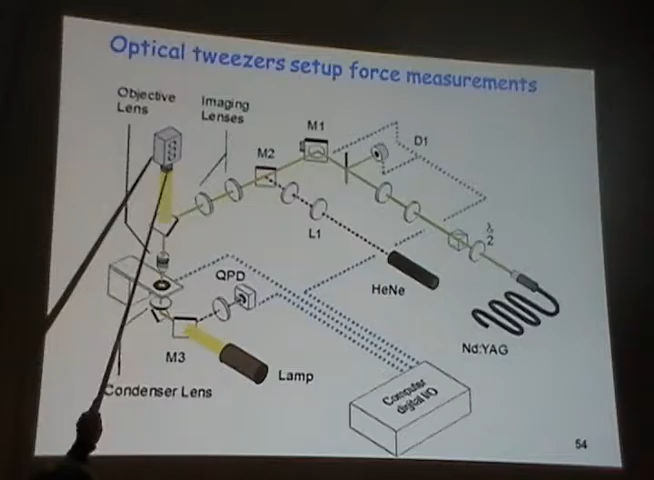 Optical tweezers setup force measurements
Objective
Lens
Imaging
Lenses
M1
D1
M2
λ
2
L1
QPD
HeNe
Nd:YAG
M3
Lamp
Computer
digital I/O
Condenser Lens
54